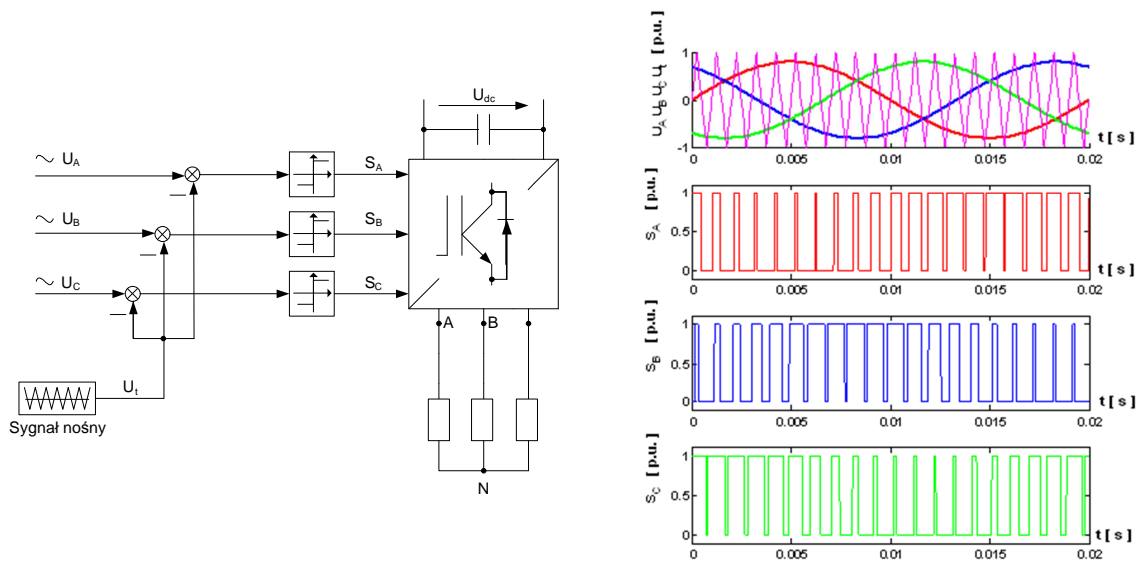 U_dc
U_A
S_A
U_B
S_B
U_C
S_C
A
B
U_t
Sygnał nośny
N
U_A U_B U_C U_t [ p.u. ]
1
0
-1
0
0.005
0.01
0.015
0.02
t [ s ]
S_A [ p.u. ]
1
0.5
0
0
0.005
0.01
0.015
0.02
t [ s ]
S_B [ p.u. ]
1
0.5
0
0
0.005
0.01
0.015
0.02
t [ s ]
S_C [ p.u. ]
1
0.5
0
0
0.005
0.01
0.015
0.02
t [ s ]